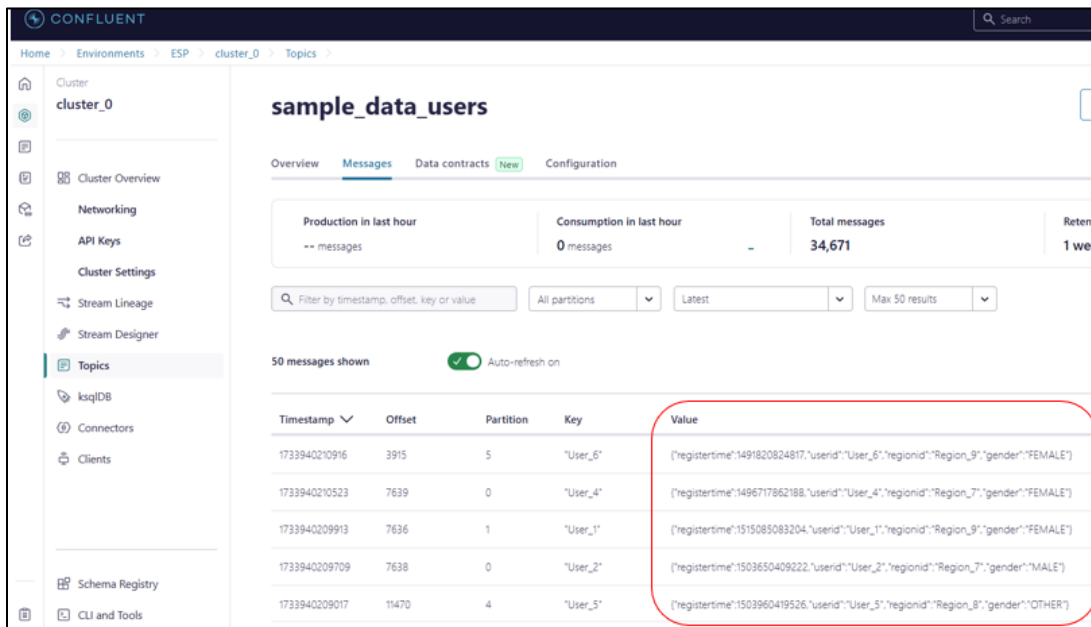 CONFLUENT
Search
Home > Environments > ESP > cluster_0 > Topics >
Cluster
cluster_0
Cluster Overview
Networking
API Keys
Cluster Settings
Stream Lineage
Stream Designer
Topics
ksqlDB
Connectors
Clients
Schema Registry
CLI and Tools
sample_data_users
Overview Messages Data contracts New Configuration
Production in last hour Consumption in last hour Total messages Reten
-- messages 0 messages - 34,671 1 we
Filter by timestamp, offset, key or value All partitions Latest Max 50 results
50 messages shown Auto-refresh on
Timestamp Offset Partition Key Value
1733940210916 3915 5 "User_6" {"registertime":1491820824817,"userid":"User_6","regionid":"Region_9","gender":"FEMALE"}
1733940210523 7639 0 "User_4" {"registertime":1496717862188,"userid":"User_4","regionid":"Region_7","gender":"FEMALE"}
1733940209913 7636 1 "User_1" {"registertime":1515085083204,"userid":"User_1","regionid":"Region_9","gender":"FEMALE"}
1733940209709 7638 0 "User_2" {"registertime":1503650409222,"userid":"User_2","regionid":"Region_7","gender":"MALE"}
1733940209017 11470 4 "User_5" {"registertime":1503960419526,"userid":"User_5","regionid":"Region_8","gender":"OTHER"}